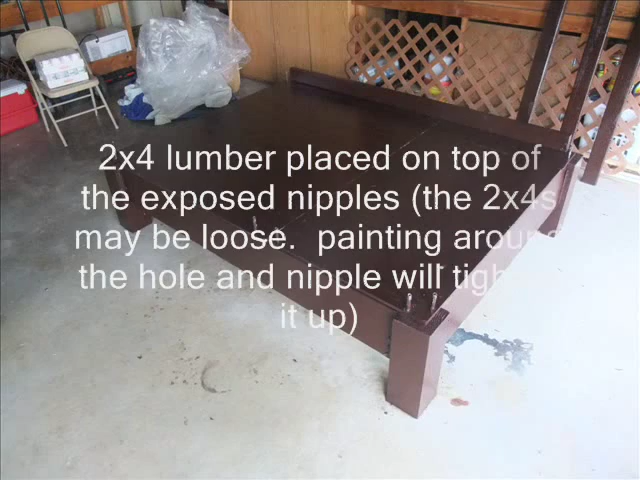 2x4 lumber placed on top of
the exposed nipples (the 2x4s
may be loose. painting around
the hole and nipple will
it up)